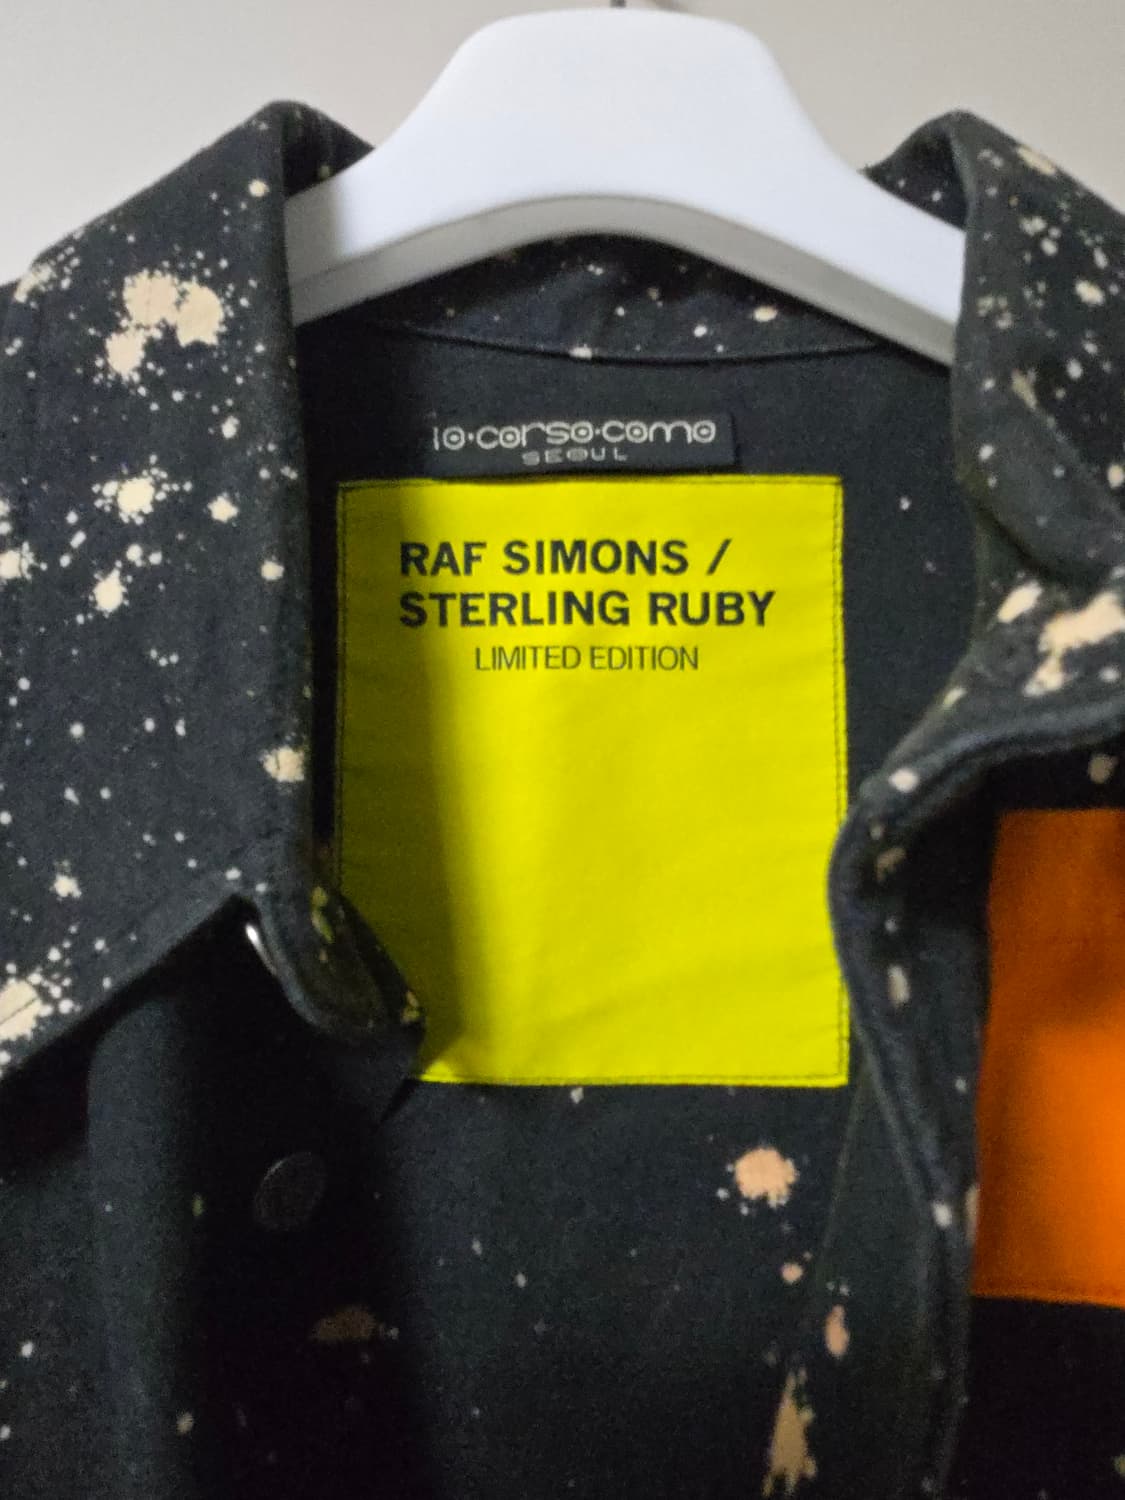 10·corso·como
SEOUL
RAF SIMONS /
STERLING RUBY
LIMITED EDITION